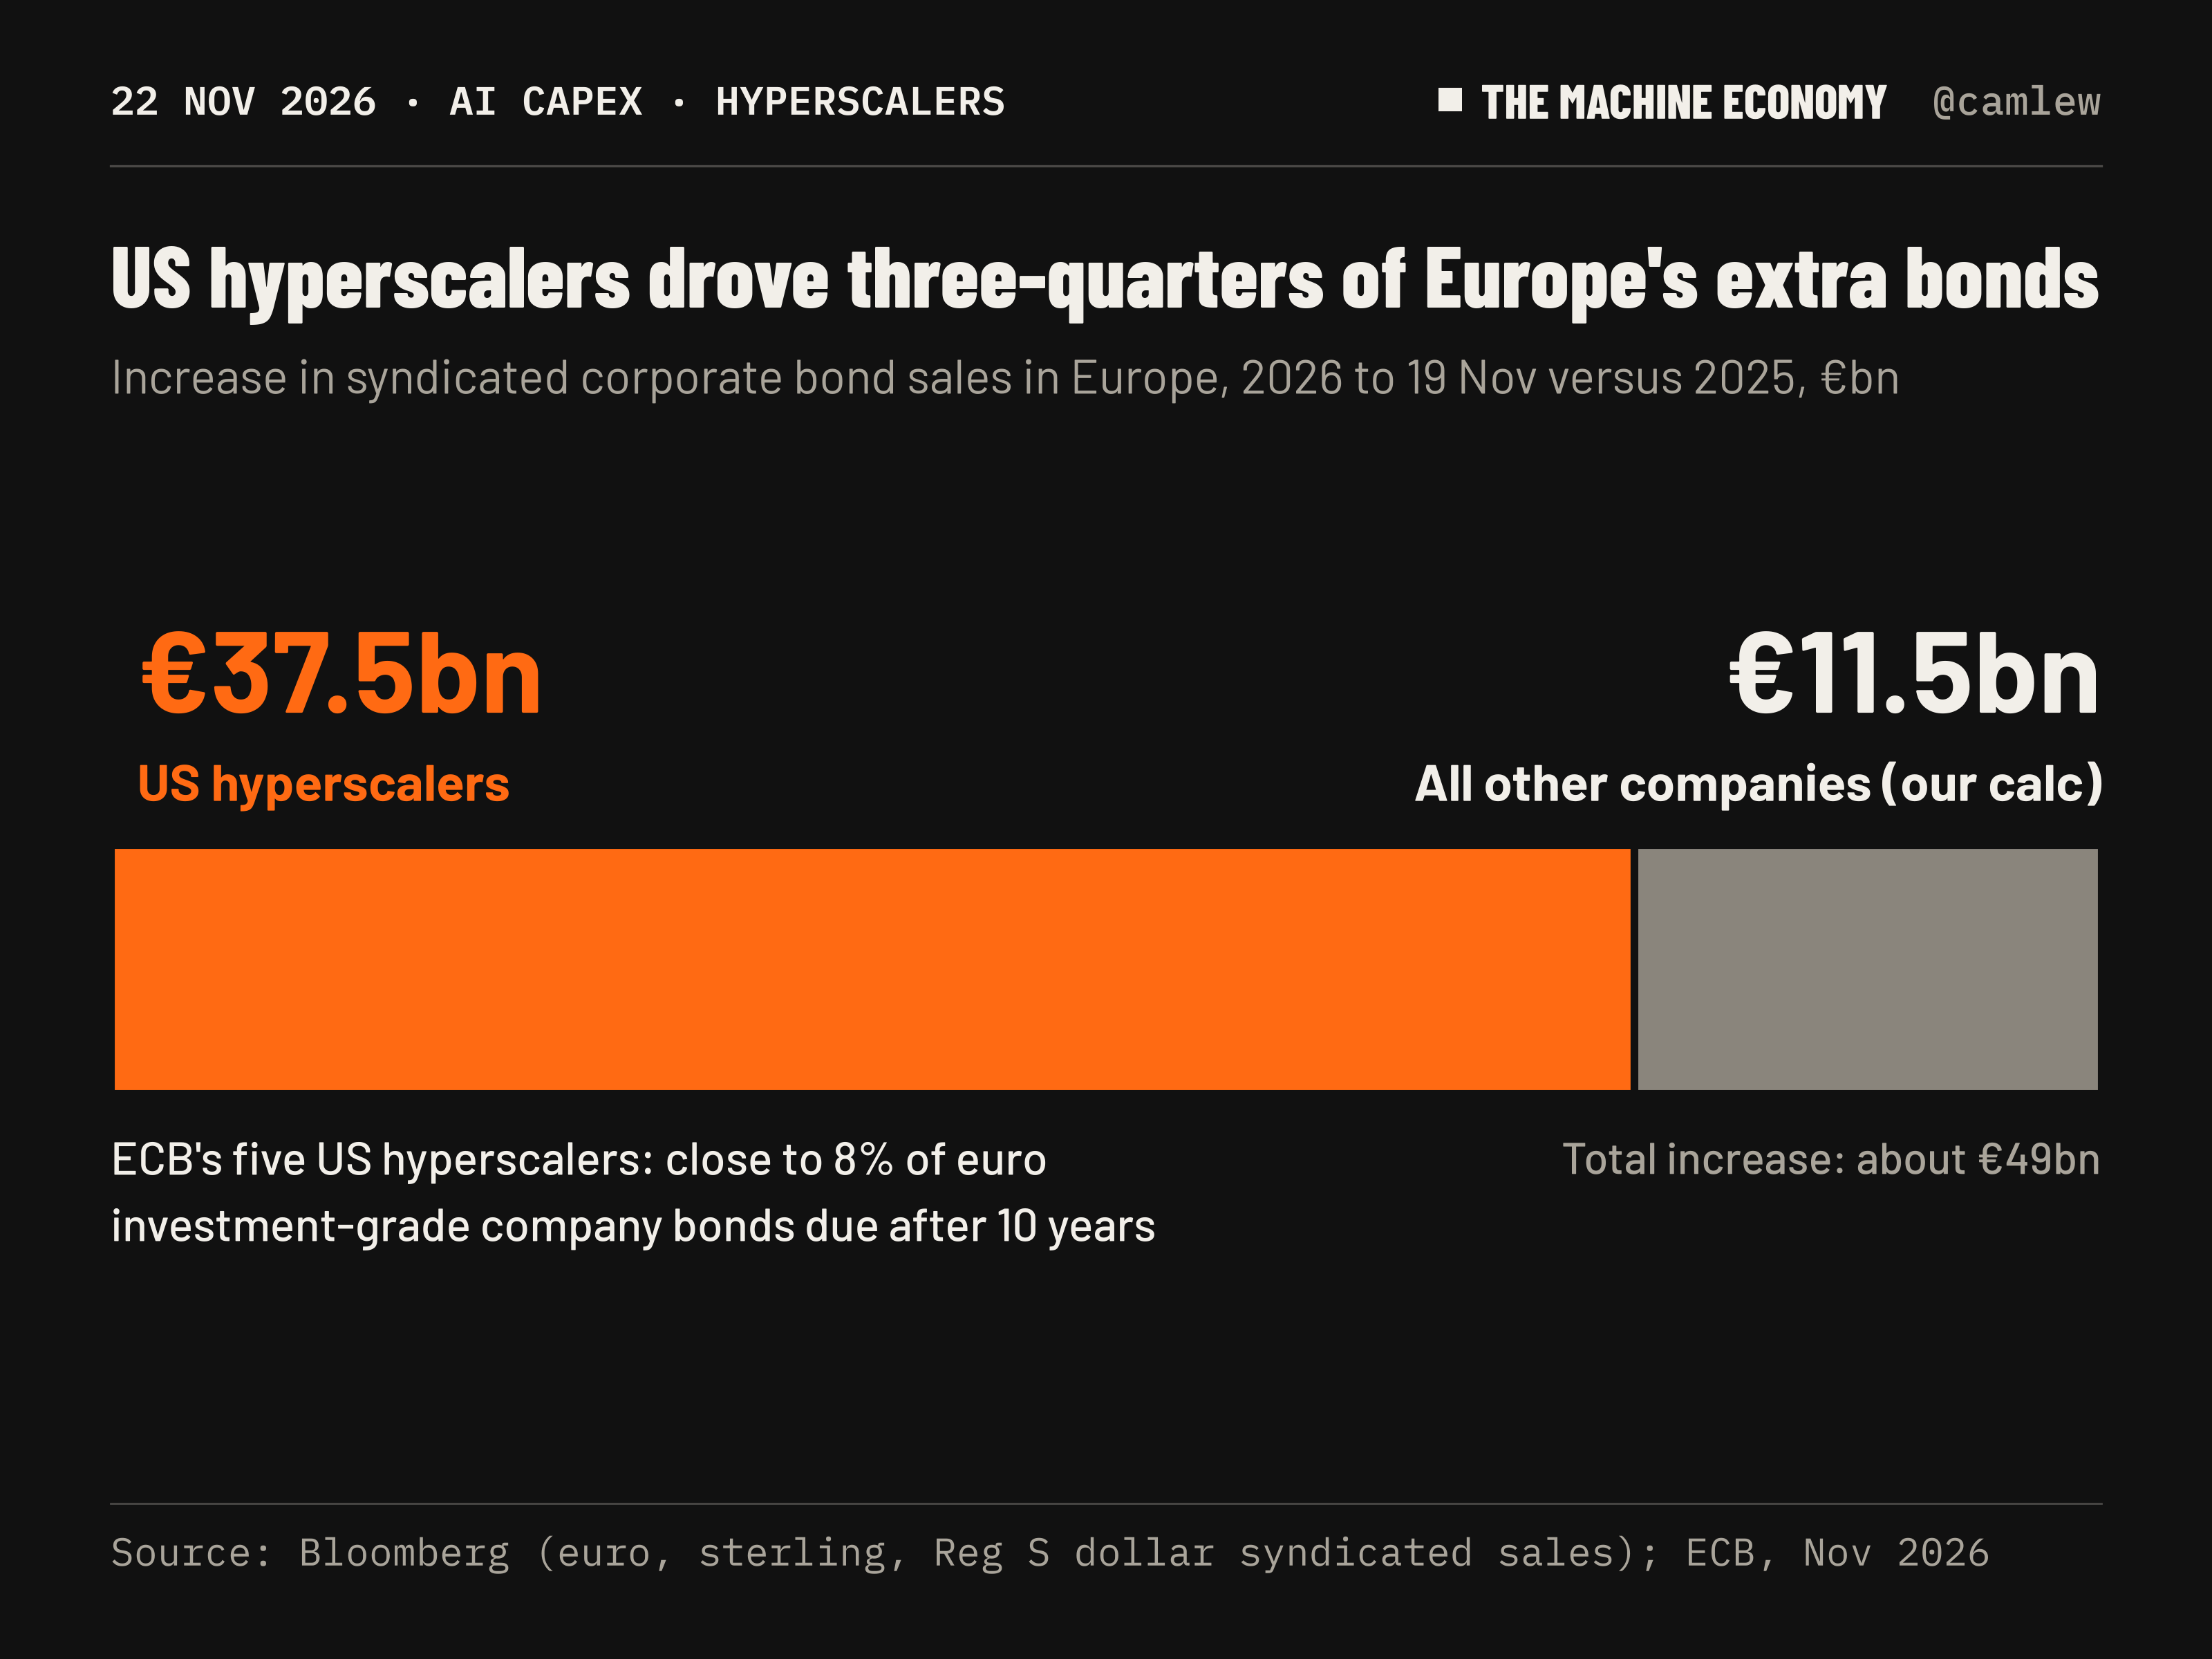 22 NOV 2026 · AI CAPEX · HYPERSCALERS
THE MACHINE ECONOMY @camlew
US hyperscalers drove three-quarters of Europe's extra bonds
Increase in syndicated corporate bond sales in Europe, 2026 to 19 Nov versus 2025, €bn
€37.5bn
US hyperscalers
€11.5bn
All other companies (our calc)
ECB's five US hyperscalers: close to 8% of euro
investment-grade company bonds due after 10 years
Total increase: about €49bn
Source: Bloomberg (euro, sterling, Reg S dollar syndicated sales); ECB, Nov 2026